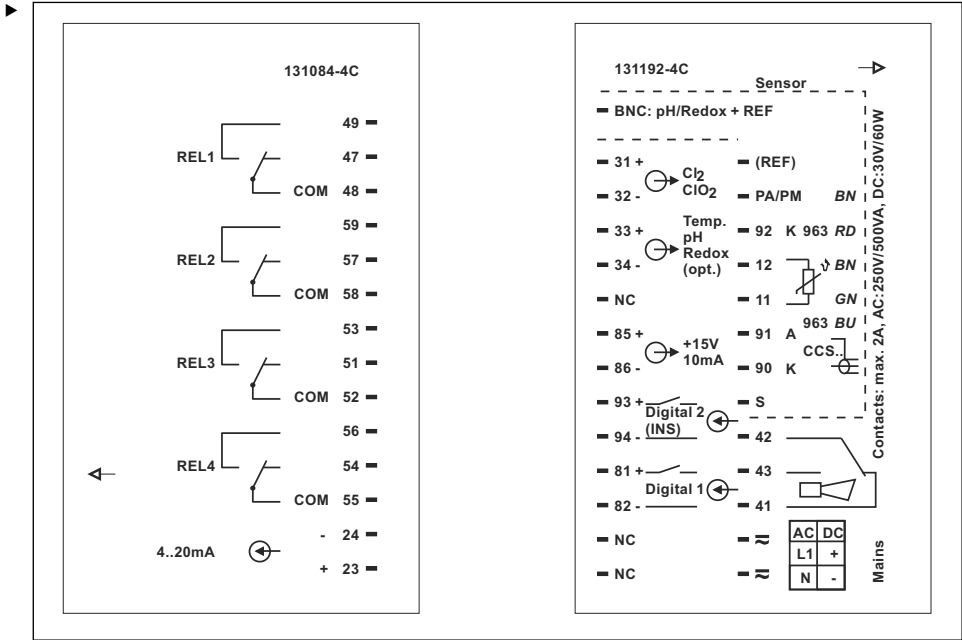 131084-4C
49
REL1 47
COM 48
59
REL2 57
COM 58
53
REL3 51
COM 52
56
REL4 54
COM 55
- 24
4..20mA
+ 23
131192-4C
Sensor
BNC: pH/Redox + REF
31 + (REF)
Cl2
32 - ClO2 PA/PM BN
33 + Temp. 92 K 963 RD
pH
Redox
34 - (opt.) 12 BN
NC 11 GN
963 BU
85 + +15V 91 A
10mA CCS..
86 - 90 K
93 + S
Digital 2
94 - (INS) 42
81 + 43
Digital 1
82 - 41
NC ≂ AC DC
L1 +
NC ≂ N -
Contacts: max. 2A, AC:250V/500VA, DC:30V/60W
Mains